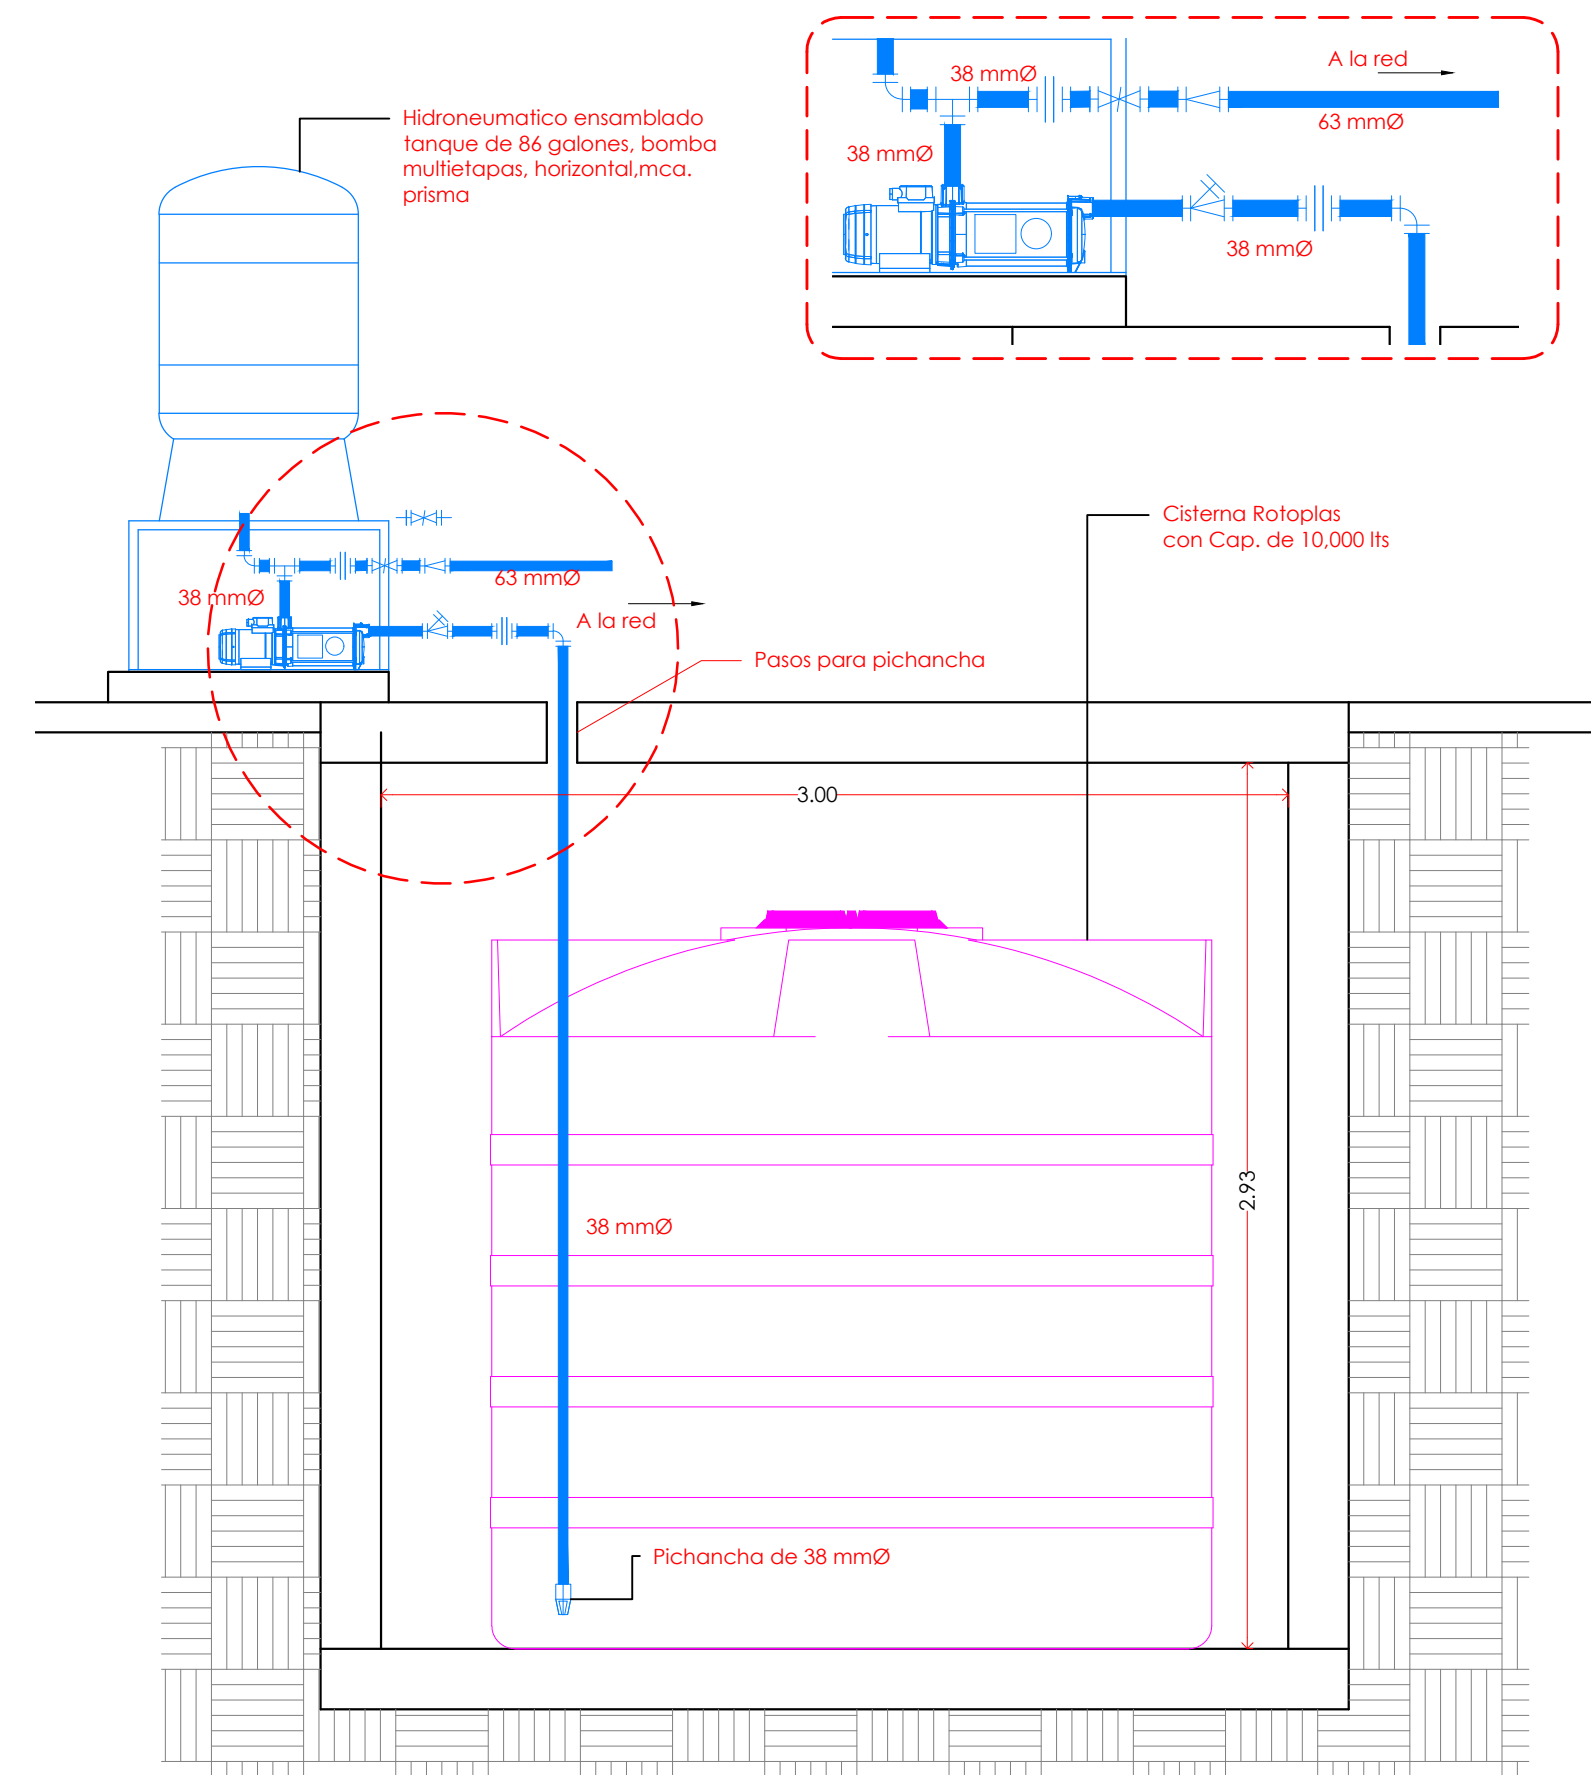 Hidroneumatico ensamblado
tanque de 86 galones, bomba
multietapas, horizontal,mca.
prisma
38 mmØ
A la red
63 mmØ
38 mmØ
38 mmØ
Cisterna Rotoplas
con Cap. de 10,000 lts
63 mmØ
38 mmØ
A la red
Pasos para pichancha
3.00
2.93
38 mmØ
Pichancha de 38 mmØ